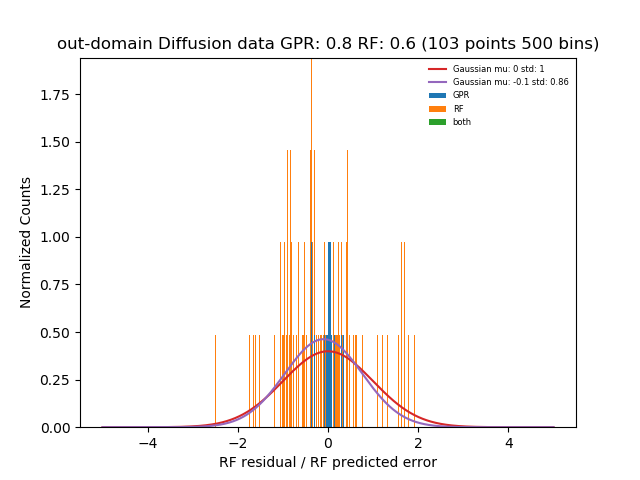 out-domain Diffusion data GPR: 0.8 RF: 0.6 (103 points 500 bins)
Gaussian mu: 0 std: 1
Gaussian mu: -0.1 std: 0.86
GPR
RF
both
Normalized Counts
1.75
1.50
1.25
1.00
0.75
0.50
0.25
0.00
−4 −2 0 2 4
RF residual / RF predicted error